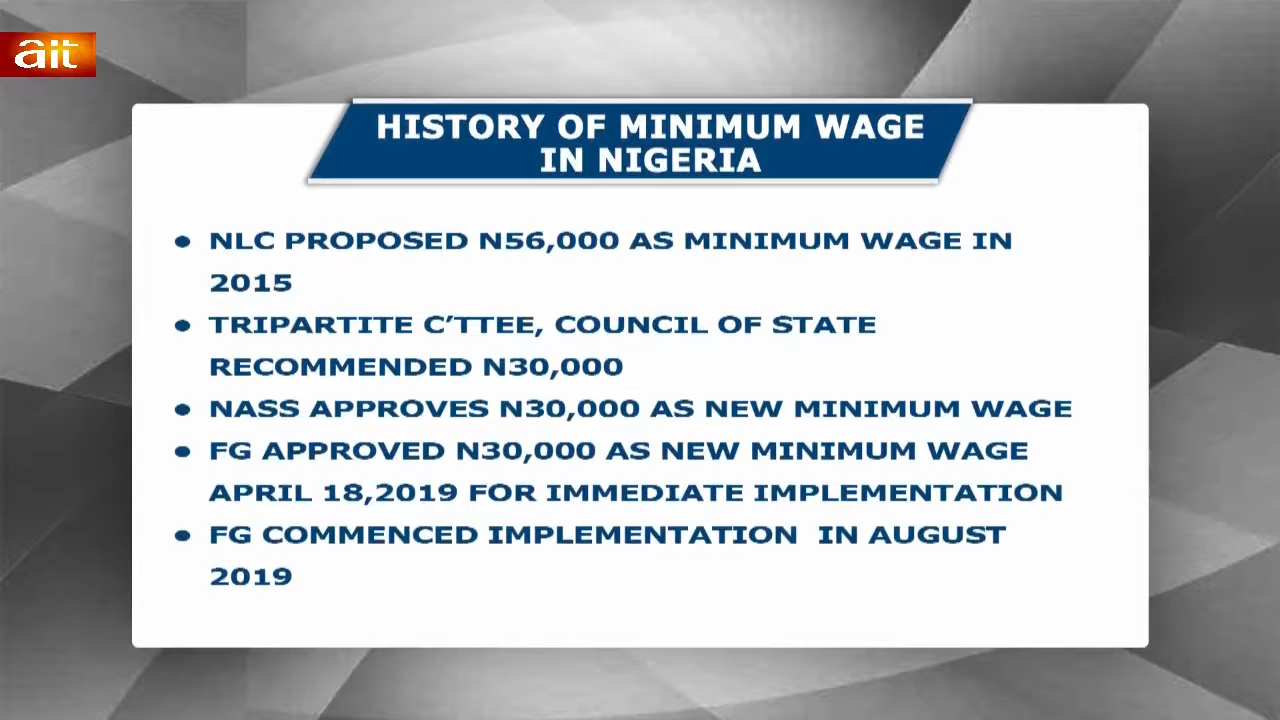 ait
HISTORY OF MINIMUM WAGE
IN NIGERIA
• NLC PROPOSED N56,000 AS MINIMUM WAGE IN
2015
• TRIPARTITE C'TTEE, COUNCIL OF STATE
RECOMMENDED N30,000
• NASS APPROVES N30,000 AS NEW MINIMUM WAGE
• FG APPROVED N30,000 AS NEW MINIMUM WAGE
APRIL 18,2019 FOR IMMEDIATE IMPLEMENTATION
• FG COMMENCED IMPLEMENTATION  IN AUGUST
2019